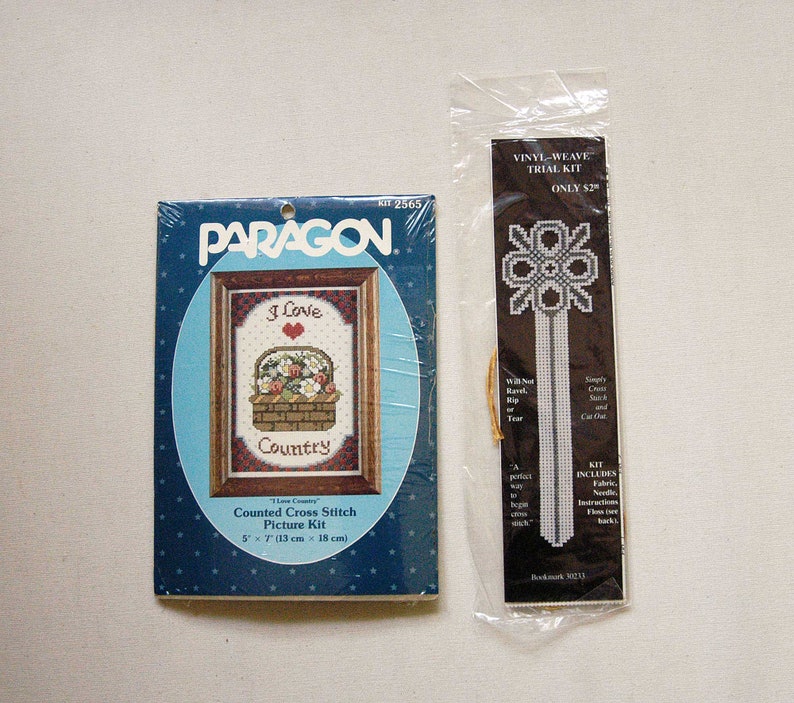 KIT 2565
PARAGON®
I Love
Country
"I Love Country"
Counted Cross Stitch
Picture Kit
5" × 7" (13 cm × 18 cm)
VINYL–WEAVE™
TRIAL KIT
ONLY $2
Will Not
Ravel,
Rip
or
Tear
Simply
Cross
Stitch
and
Cut Out.
"A
perfect
way
to
begin
cross
stitch."
KIT
INCLUDES
Fabric,
Needle,
Instructions
Floss (see
back).
Bookmark 30233